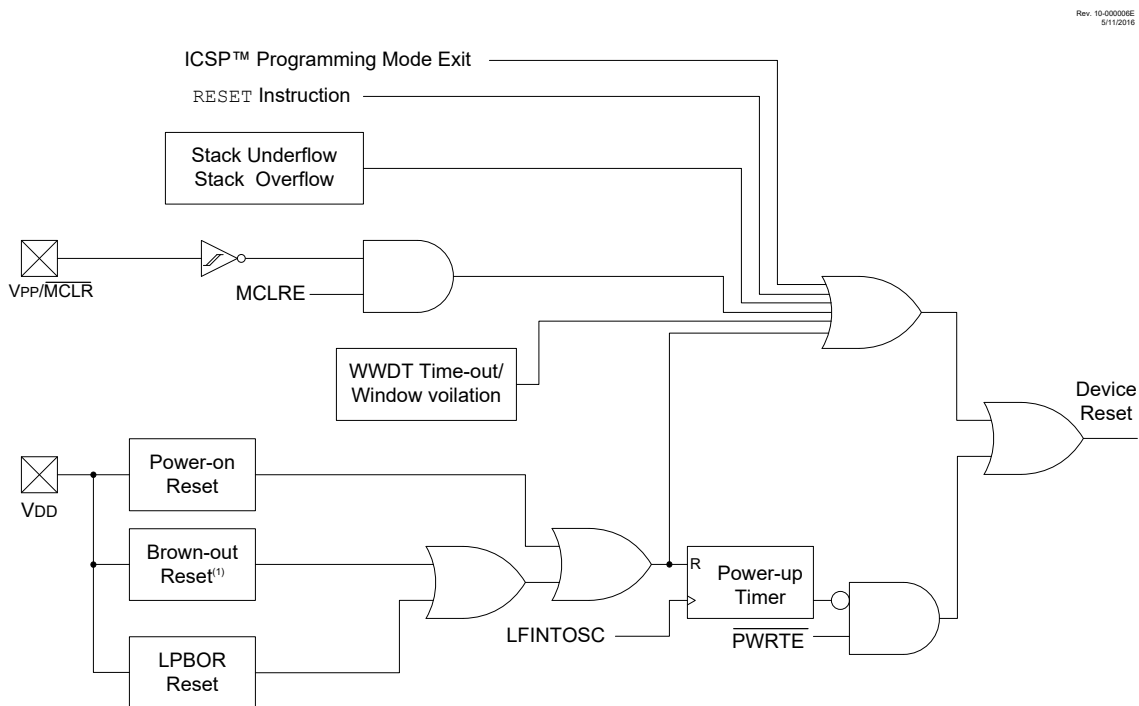 Rev. 10-000006E
5/11/2016
ICSP™ Programming Mode Exit
RESET Instruction
Stack Underflow
Stack Overflow
VPP/MCLR
MCLRE
WWDT Time-out/
Window voilation
Device
Reset
VDD
Power-on
Reset
Brown-out
Reset(1)
LPBOR
Reset
R
Power-up
Timer
LFINTOSC
PWRTE